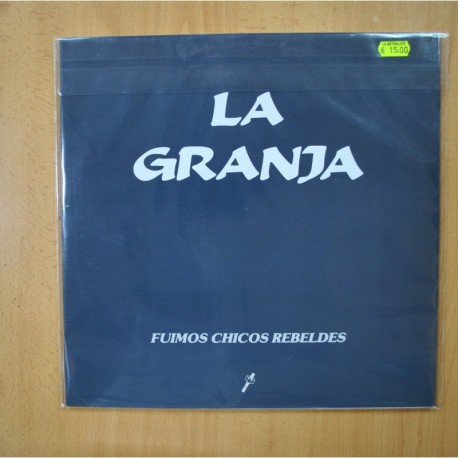 € 15,00
LA
GRANJA
FUIMOS CHICOS REBELDES